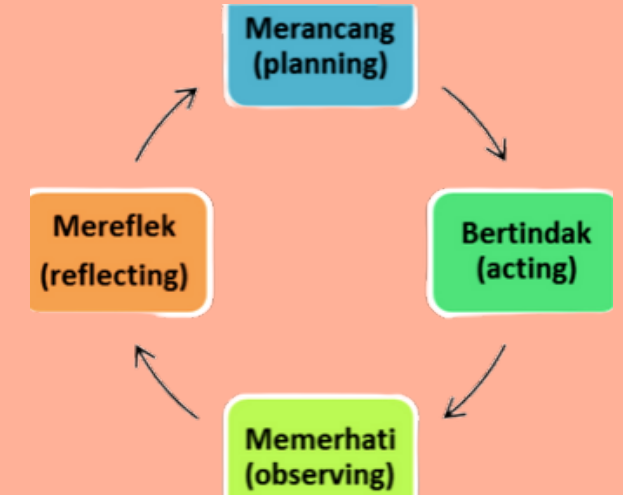 Merancang
(planning)
Mereflek
(reflecting)
Bertindak
(acting)
Memerhati
(observing)